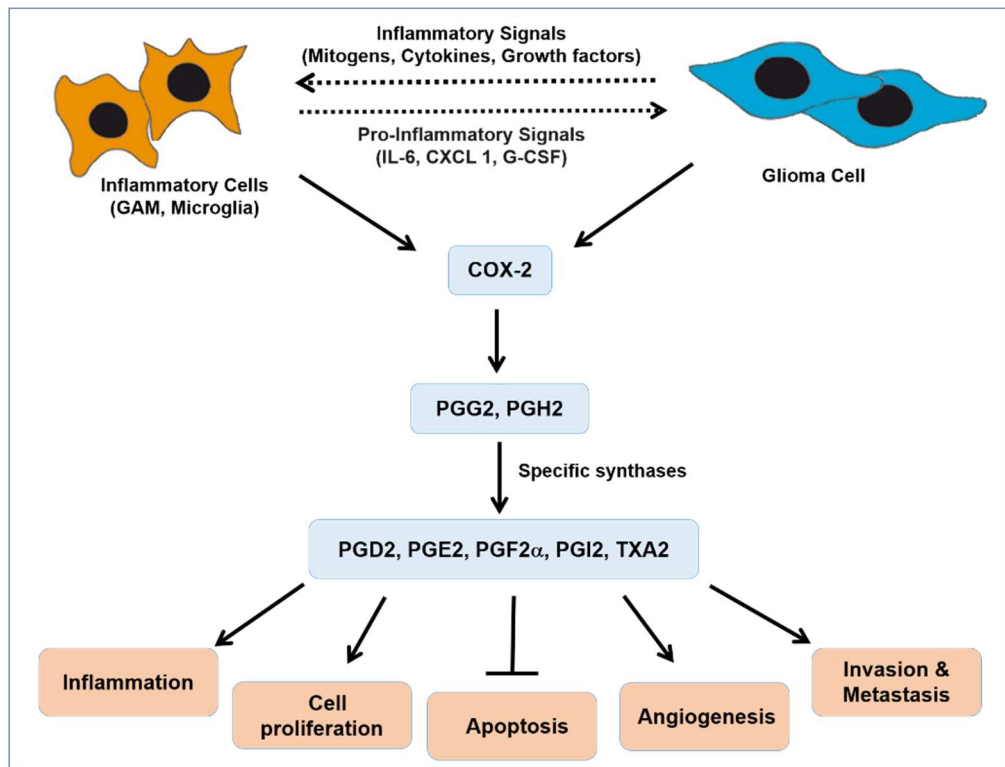 Inflammatory Signals
(Mitogens, Cytokines, Growth factors)
Pro-Inflammatory Signals
(IL-6, CXCL 1, G-CSF)
Inflammatory Cells
(GAM, Microglia)
Glioma Cell
COX-2
PGG2, PGH2
Specific synthases
PGD2, PGE2, PGF2α, PGI2, TXA2
Inflammation
Cell
proliferation
Apoptosis
Angiogenesis
Invasion &
Metastasis